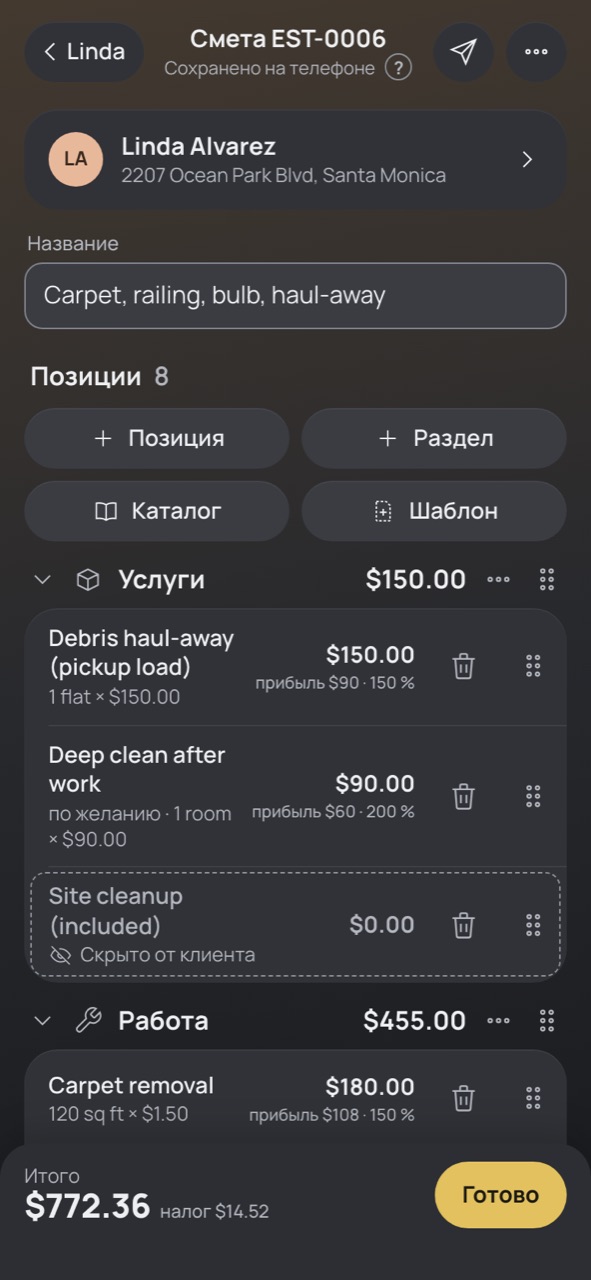 Linda
Смета EST-0006
Сохранено на телефоне ?
LA
Linda Alvarez
2207 Ocean Park Blvd, Santa Monica
Название
Carpet, railing, bulb, haul-away
Позиции 8
+ Позиция
+ Раздел
Каталог
Шаблон
Услуги $150.00
Debris haul-away
(pickup load)
1 flat × $150.00
$150.00
прибыль $90 · 150 %
Deep clean after
work
по желанию · 1 room
× $90.00
$90.00
прибыль $60 · 200 %
Site cleanup
(included)
Скрыто от клиента
$0.00
Работа $455.00
Carpet removal
120 sq ft × $1.50
$180.00
прибыль $108 · 150 %
Итого
$772.36 налог $14.52
Готово